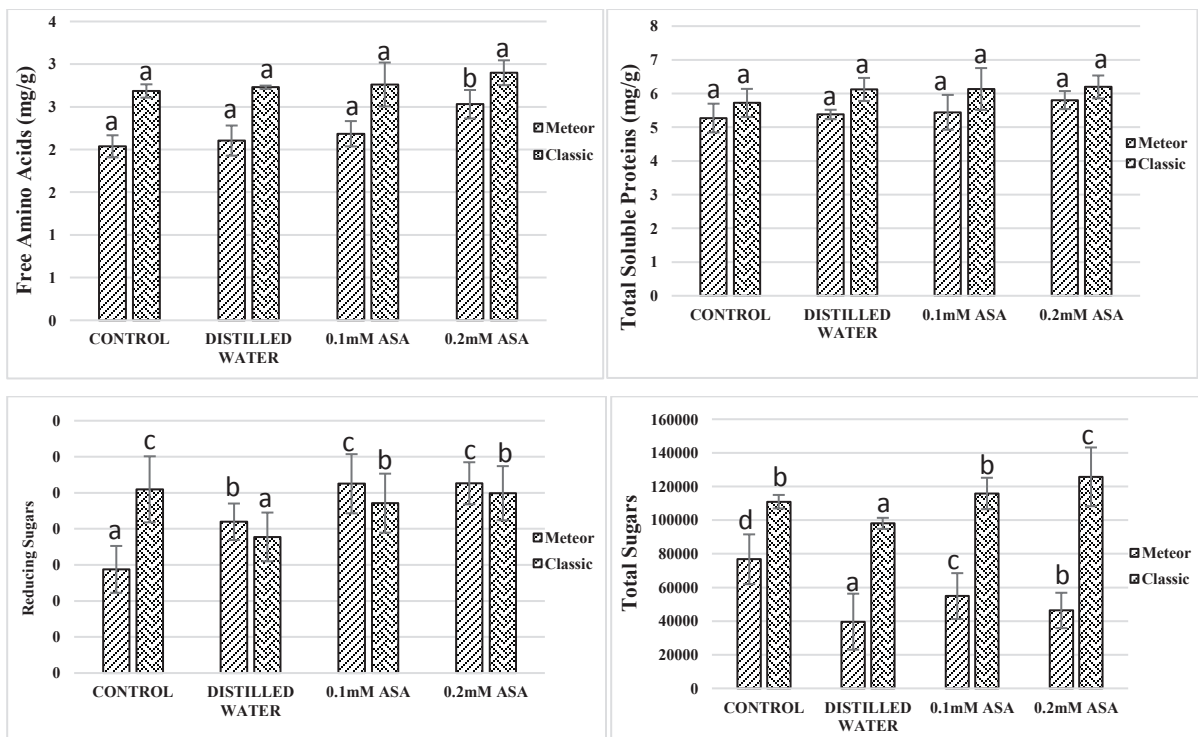 Free Amino Acids (mg/g)
4
3
3
2
2
1
1
0
a
a
a
a
a
a
b
a
CONTROL
DISTILLED
WATER
0.1mM ASA
0.2mM ASA
Meteor
Classic
Total Soluble Proteins (mg/g)
8
7
6
5
4
3
2
1
0
a
a
a
a
a
a
a
a
CONTROL
DISTILLED
WATER
0.1mM ASA
0.2mM ASA
Meteor
Classic
Reducing Sugars
0
0
0
0
0
0
0
0
a
c
b
a
c
b
c
b
CONTROL
DISTILLED
WATER
0.1mM ASA
0.2mM ASA
Meteor
Classic
Total Sugars
160000
140000
120000
100000
80000
60000
40000
20000
0
d
b
a
a
c
b
b
c
CONTROL
DISTILLED
WATER
0.1mM ASA
0.2mM ASA
Meteor
Classic